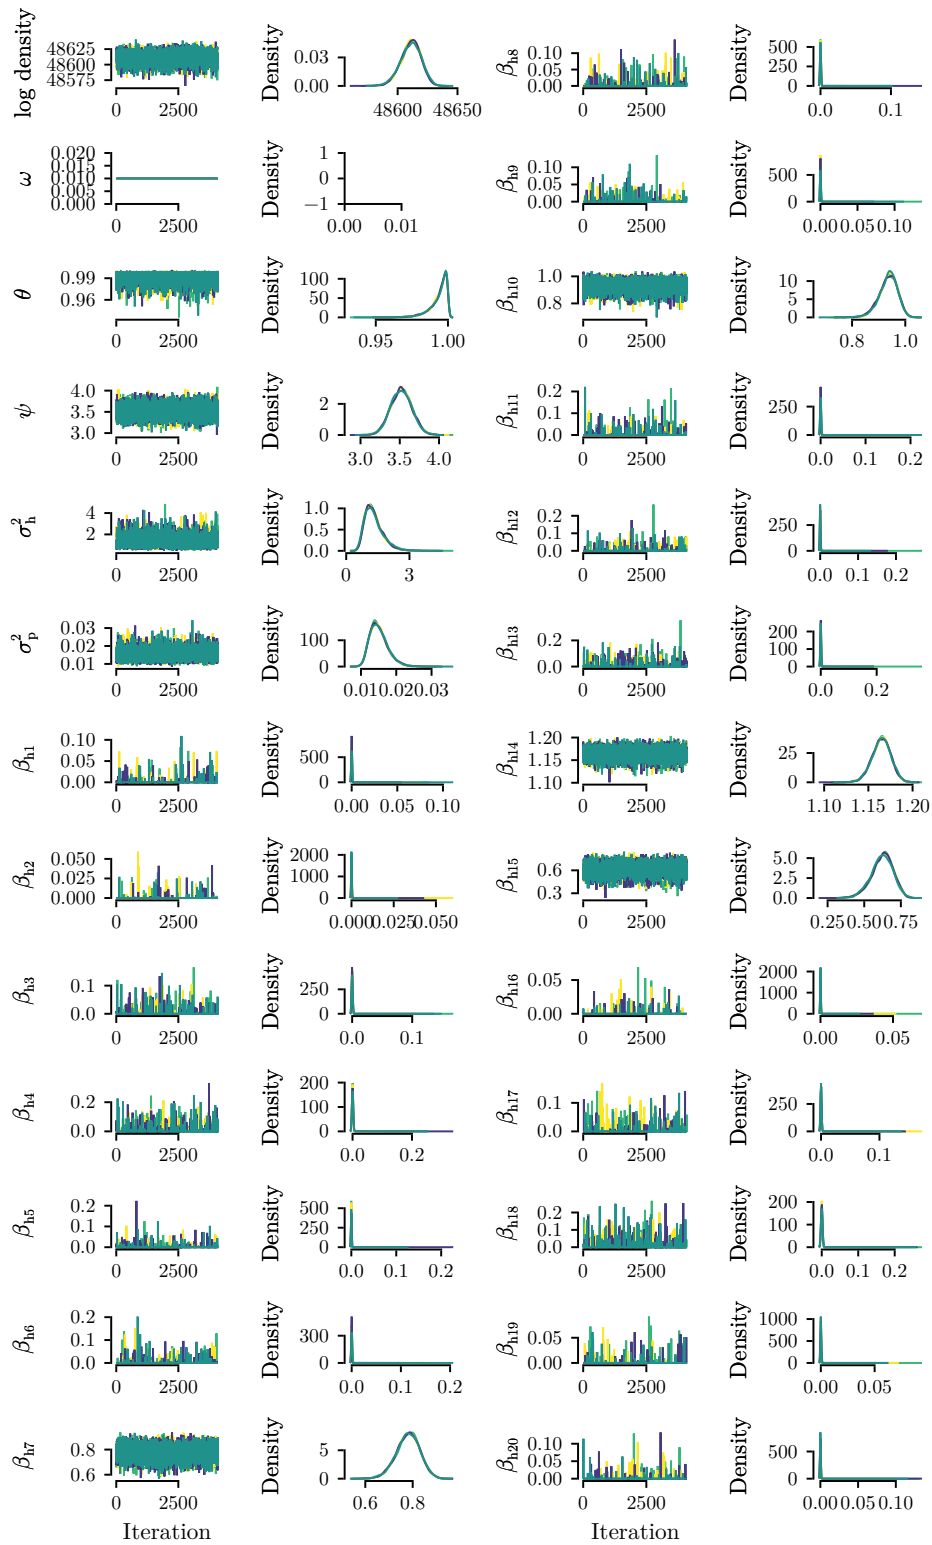 log density 48625 48600 48575 0 2500 Density 0.03 0.00 48600 48650
β_h8 0.10 0.05 0.00 0 2500 Density 500 250 0 0.0 0.1
ω 0.020 0.015 0.010 0.005 0.000 0 2500 Density 1 0 −1 0.00 0.01
β_h9 0.10 0.05 0.00 0 2500 Density 500 0 0.00 0.05 0.10
θ 0.99 0.96 0 2500 Density 100 50 0 0.95 1.00
β_h10 1.0 0.8 0 2500 Density 10 5 0 0.8 1.0
ψ 4.0 3.5 3.0 0 2500 Density 2 0 3.0 3.5 4.0
β_h11 0.2 0.1 0.0 0 2500 Density 250 0 0.0 0.1 0.2
σ²_h 4 2 0 2500 Density 1.0 0.5 0.0 0 3
β_h12 0.2 0.1 0.0 0 2500 Density 250 0 0.0 0.1 0.2
σ²_p 0.03 0.02 0.01 0 2500 Density 100 0 0.01 0.02 0.03
β_h13 0.2 0.0 0 2500 Density 200 100 0 0.0 0.2
β_h1 0.10 0.05 0.00 0 2500 Density 500 0 0.00 0.05 0.10
β_h14 1.20 1.15 1.10 0 2500 Density 25 0 1.10 1.15 1.20
β_h2 0.050 0.025 0.000 0 2500 Density 2000 1000 0 0.000 0.025 0.050
β_h15 0.6 0.3 0 2500 Density 5.0 2.5 0.0 0.25 0.50 0.75
β_h3 0.1 0.0 0 2500 Density 250 0 0.0 0.1
β_h16 0.05 0.00 0 2500 Density 2000 1000 0 0.00 0.05
β_h4 0.2 0.0 0 2500 Density 200 100 0 0.0 0.2
β_h17 0.1 0.0 0 2500 Density 250 0 0.0 0.1
β_h5 0.2 0.1 0.0 0 2500 Density 500 250 0 0.0 0.1 0.2
β_h18 0.2 0.1 0.0 0 2500 Density 200 100 0 0.0 0.1 0.2
β_h6 0.2 0.1 0.0 0 2500 Density 300 0 0.0 0.1 0.2
β_h19 0.05 0.00 0 2500 Density 1000 500 0 0.00 0.05
β_h7 0.8 0.6 0 2500 Density 5 0 0.6 0.8
β_h20 0.10 0.05 0.00 0 2500 Density 500 0 0.00 0.05 0.10
Iteration
Iteration